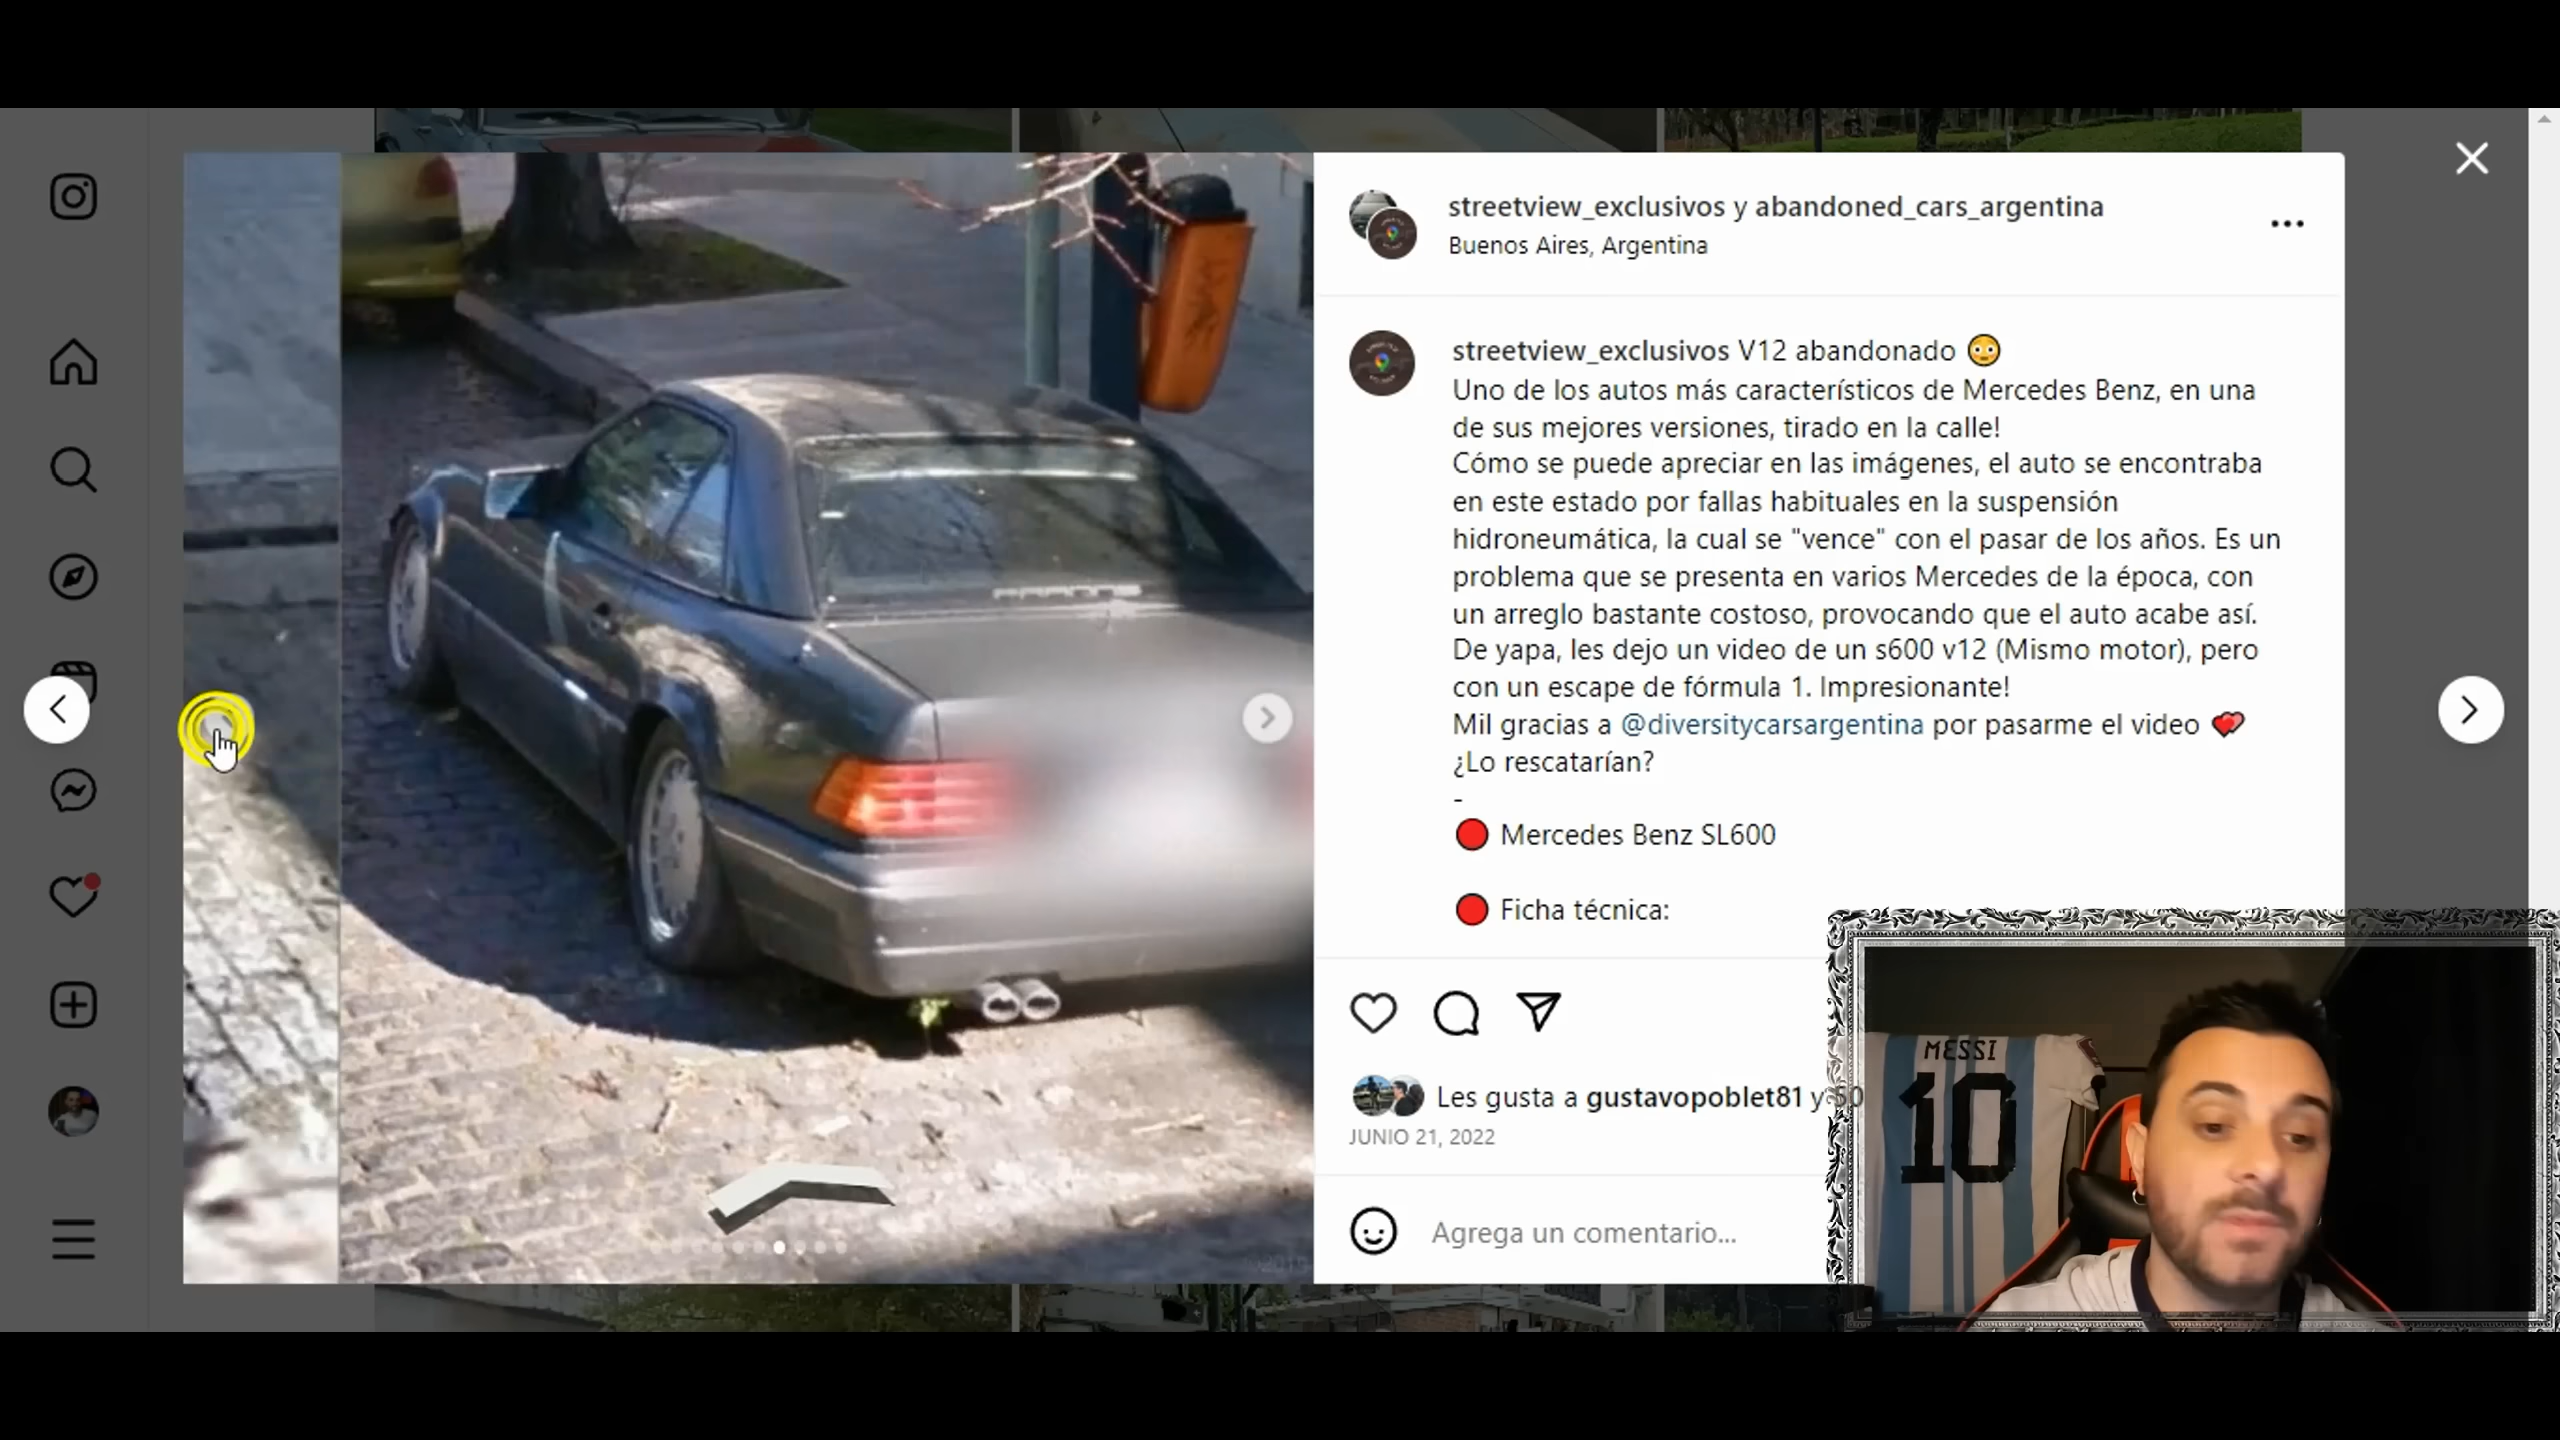 streetview_exclusivos y abandoned_cars_argentina
Buenos Aires, Argentina
streetview_exclusivos V12 abandonado 😳
Uno de los autos más característicos de Mercedes Benz, en una
de sus mejores versiones, tirado en la calle!
Cómo se puede apreciar en las imágenes, el auto se encontraba
en este estado por fallas habituales en la suspensión
hidroneumática, la cual se "vence" con el pasar de los años. Es un
problema que se presenta en varios Mercedes de la época, con
un arreglo bastante costoso, provocando que el auto acabe así.
De yapa, les dejo un video de un s600 v12 (Mismo motor), pero
con un escape de fórmula 1. Impresionante!
Mil gracias a @diversitycarsargentina por pasarme el video 💕
¿Lo rescatarían?
-
🔴 Mercedes Benz SL600
🔴 Ficha técnica:
Les gusta a gustavopoblet81 y 50
JUNIO 21, 2022
Agrega un comentario...
MESSI
10